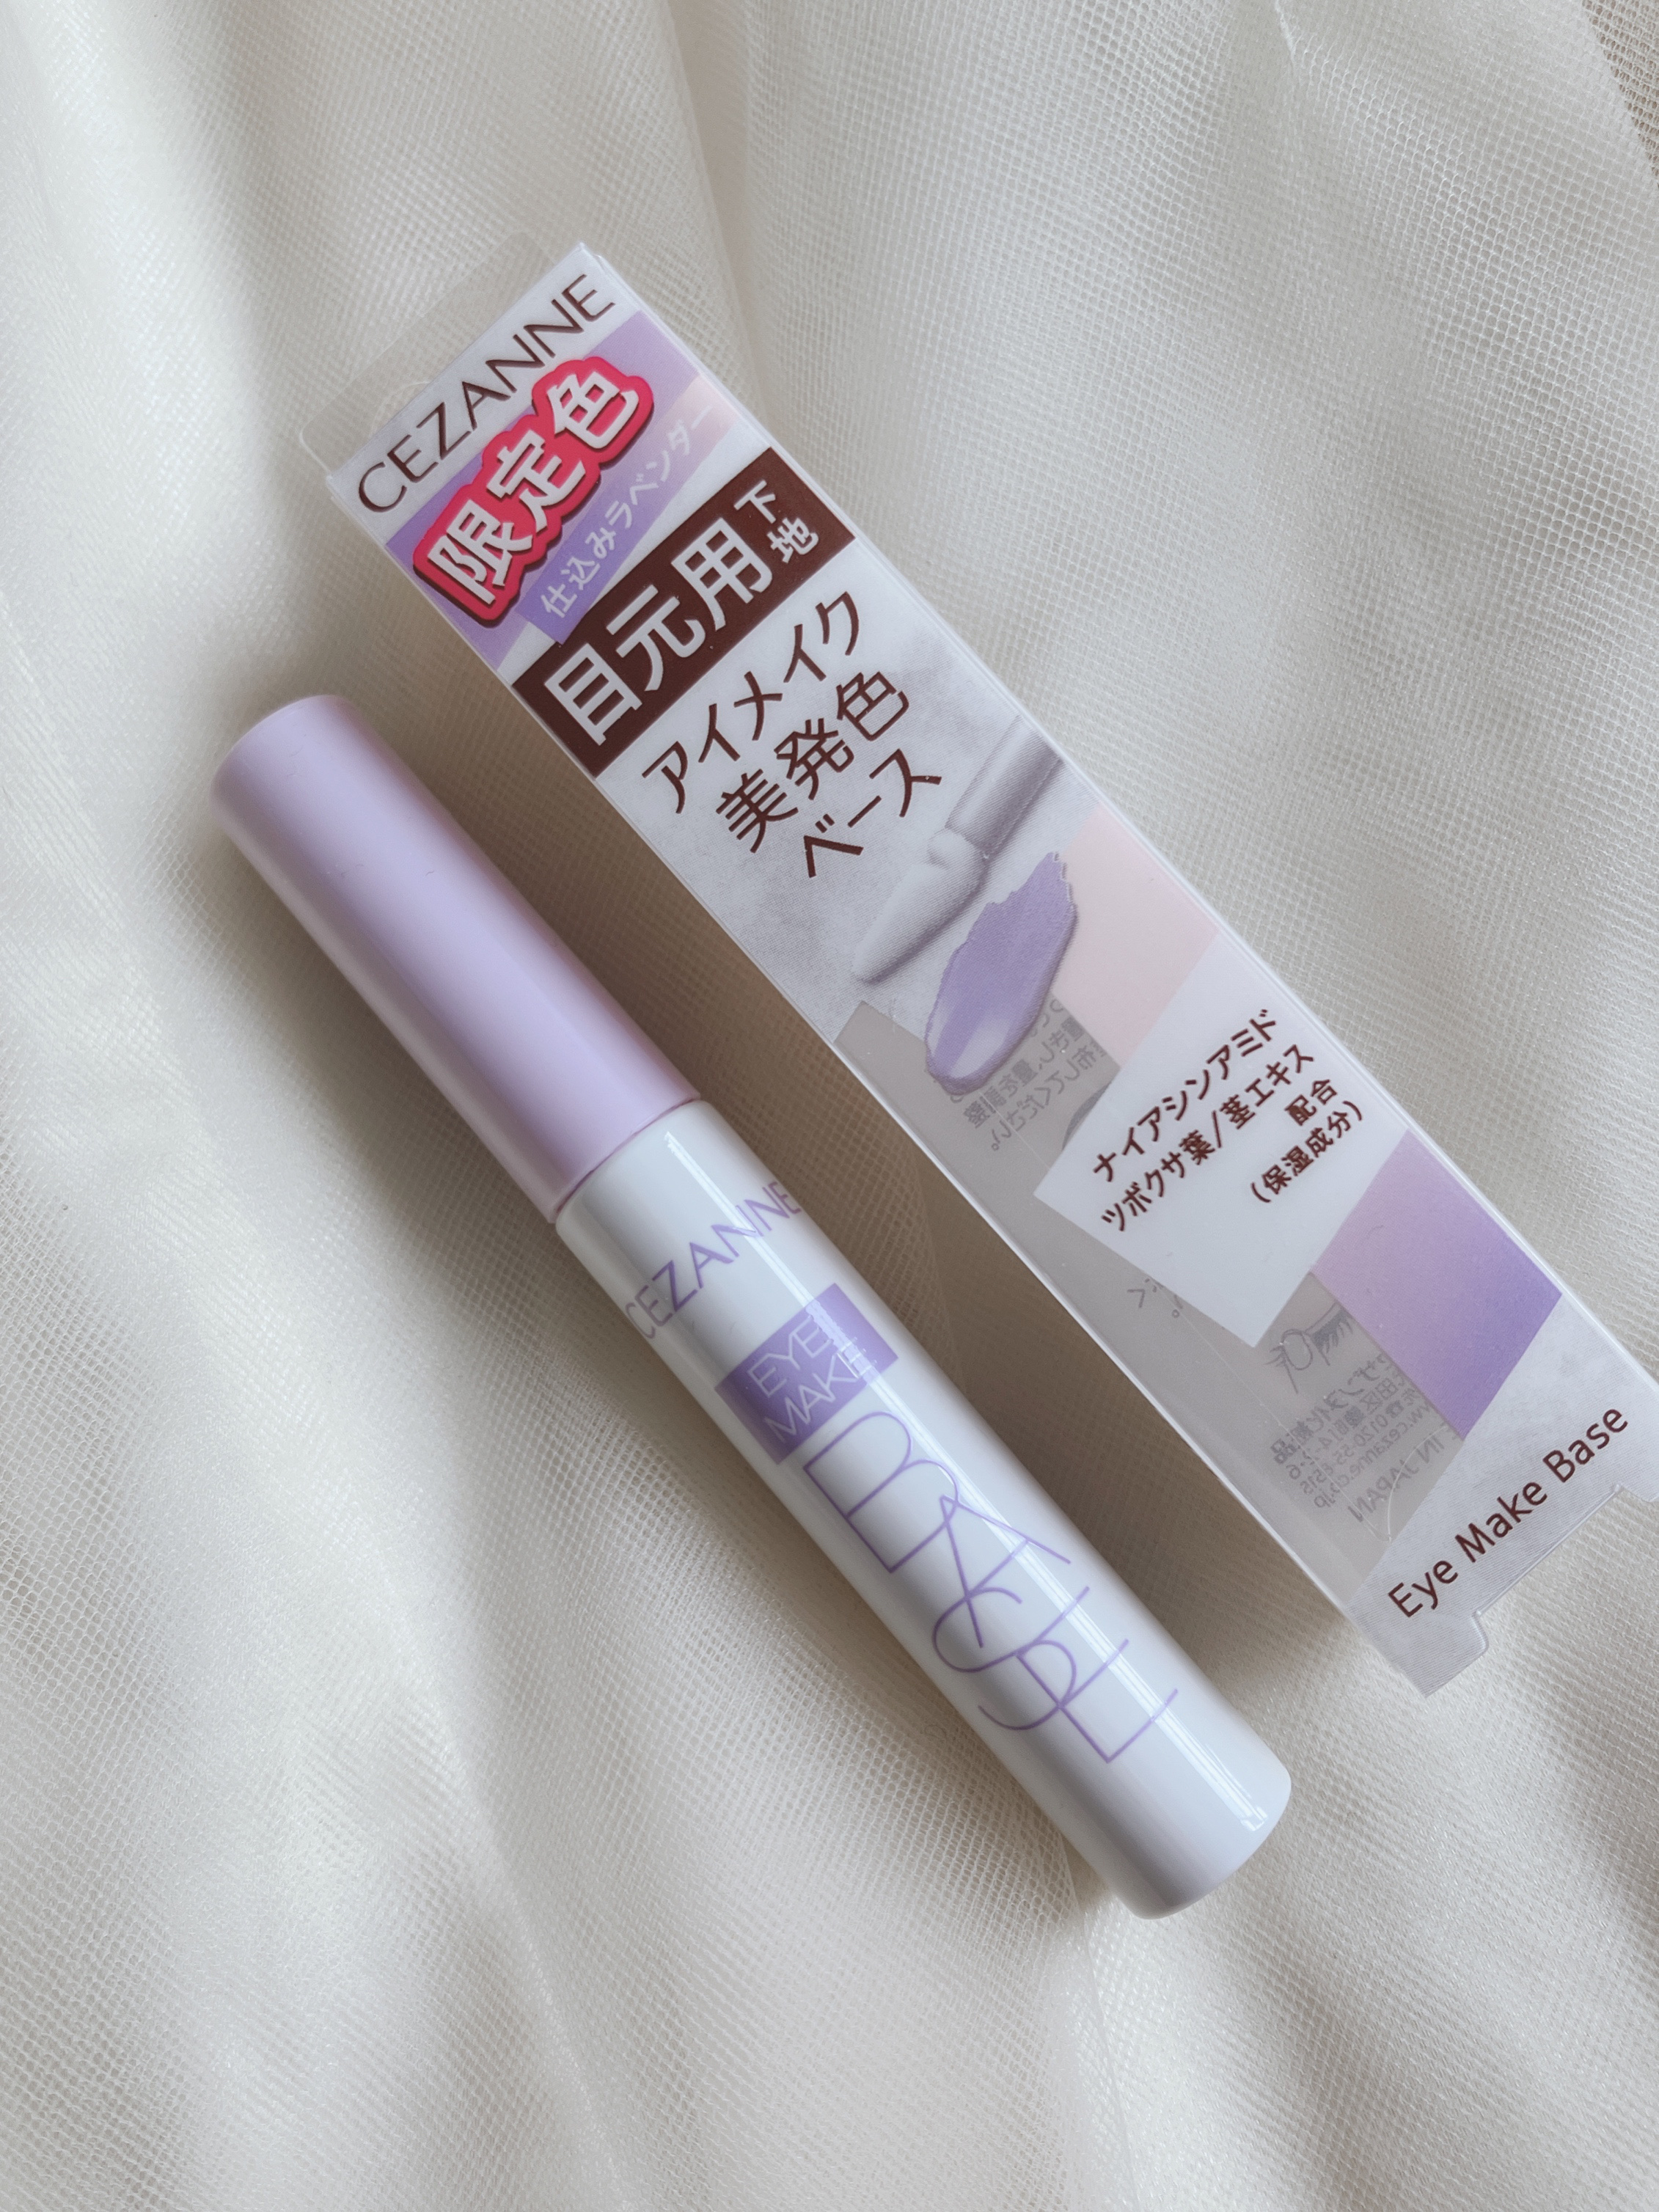 CEZANNE
限定色
仕込みラベンダー
目元用下地
アイメイク
美発色
ベース
ナイアシンアミド
ツボクサ葉/茎エキス
配合
(保湿成分)
Eye Make Base
CEZANNE
EYE
MAKE
BASE